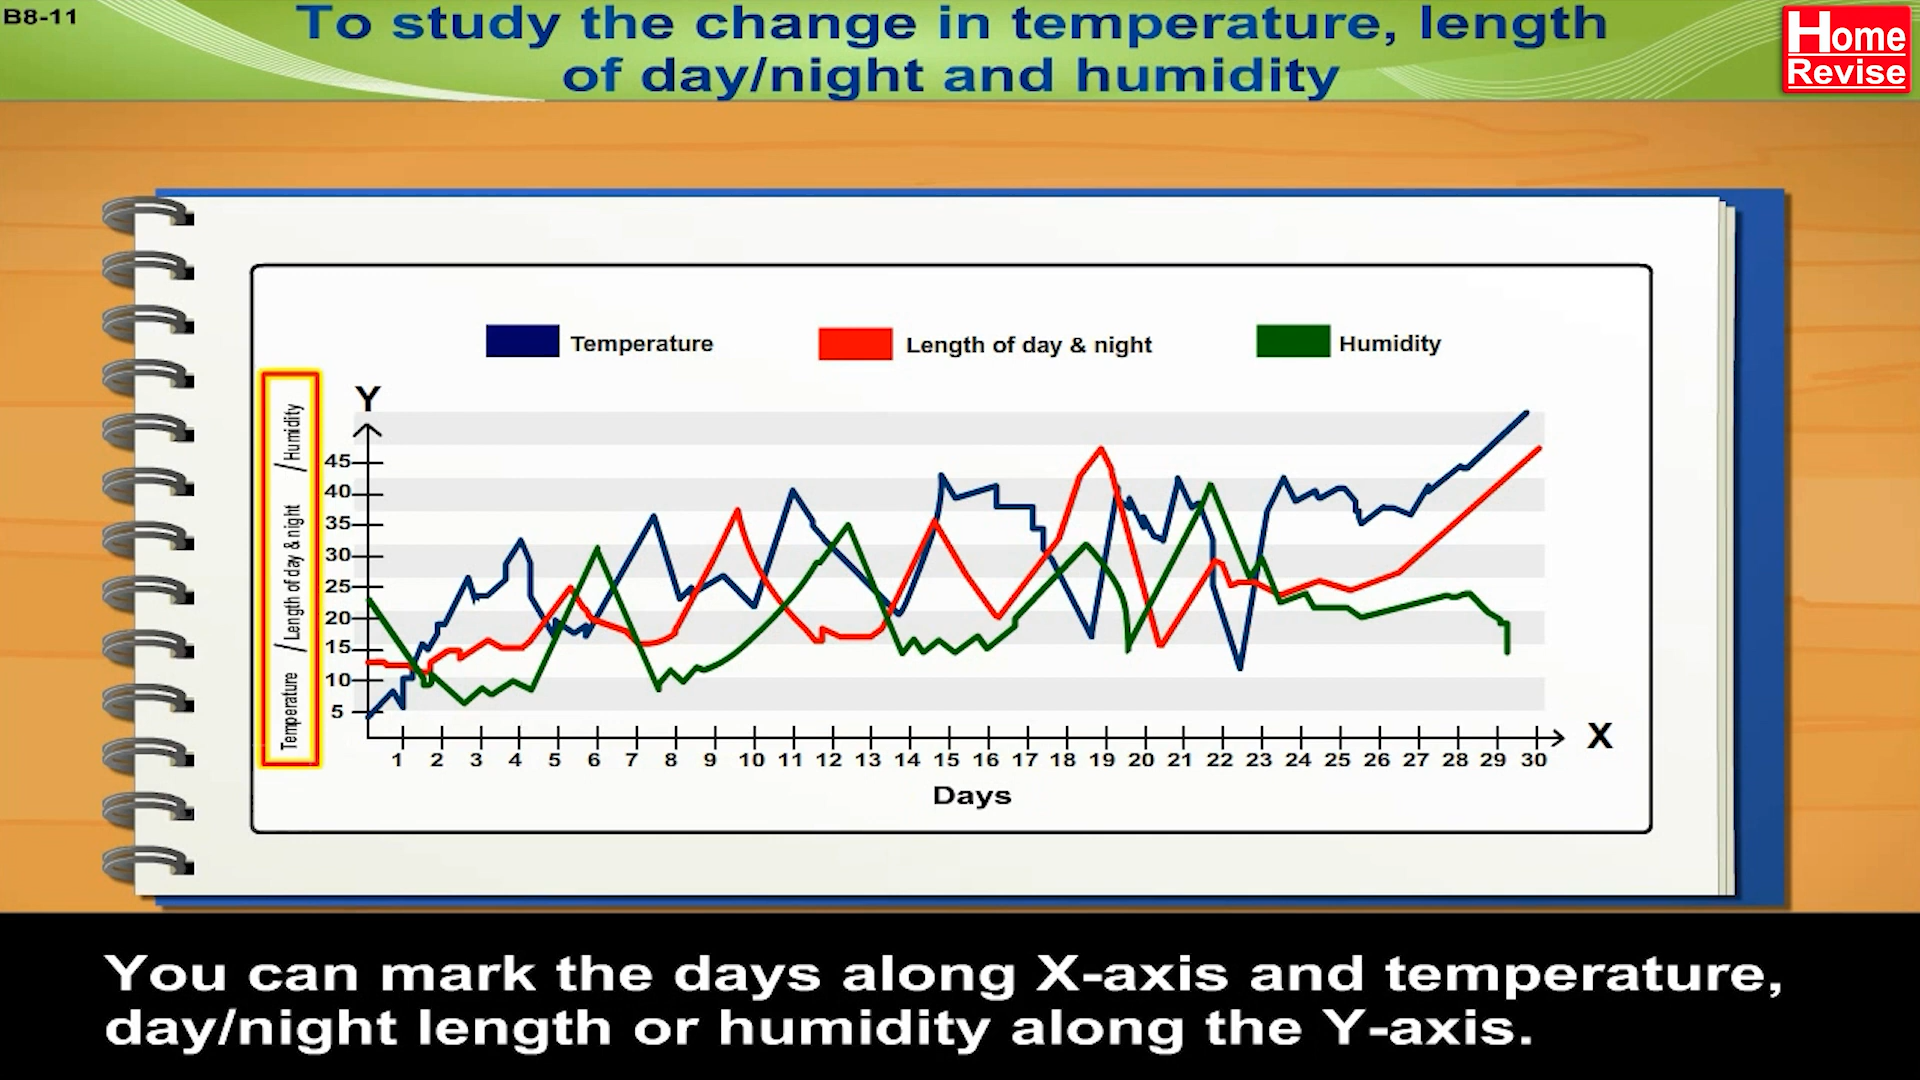 B8-11
To study the change in temperature, length
of day/night and humidity
Home
Revise
Temperature
Length of day & night
Humidity
Y
Temperature / Length of day & night / Humidity
45
40
35
30
25
20
15
10
5
X
1 2 3 4 5 6 7 8 9 10 11 12 13 14 15 16 17 18 19 20 21 22 23 24 25 26 27 28 29 30
Days
You can mark the days along X-axis and temperature,
day/night length or humidity along the Y-axis.